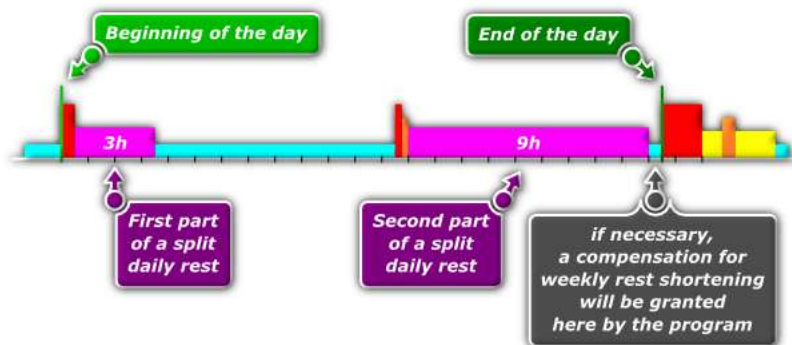 Beginning of the day
End of the day
3h
9h
First part
of a split
daily rest
Second part
of a split
daily rest
if necessary,
a compensation for
weekly rest shortening
will be granted
here by the program